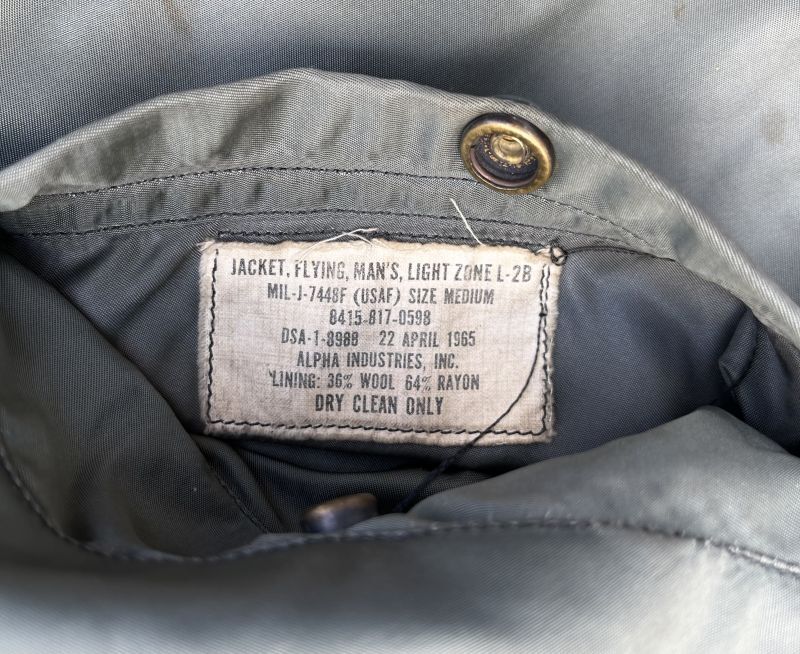 JACKET, FLYING, MAN'S, LIGHT ZONE L-2B
MIL-J-7448F (USAF) SIZE MEDIUM
8415-817-0598
DSA-1-8988 22 APRIL 1965
ALPHA INDUSTRIES, INC.
LINING: 36% WOOL 64% RAYON
DRY CLEAN ONLY